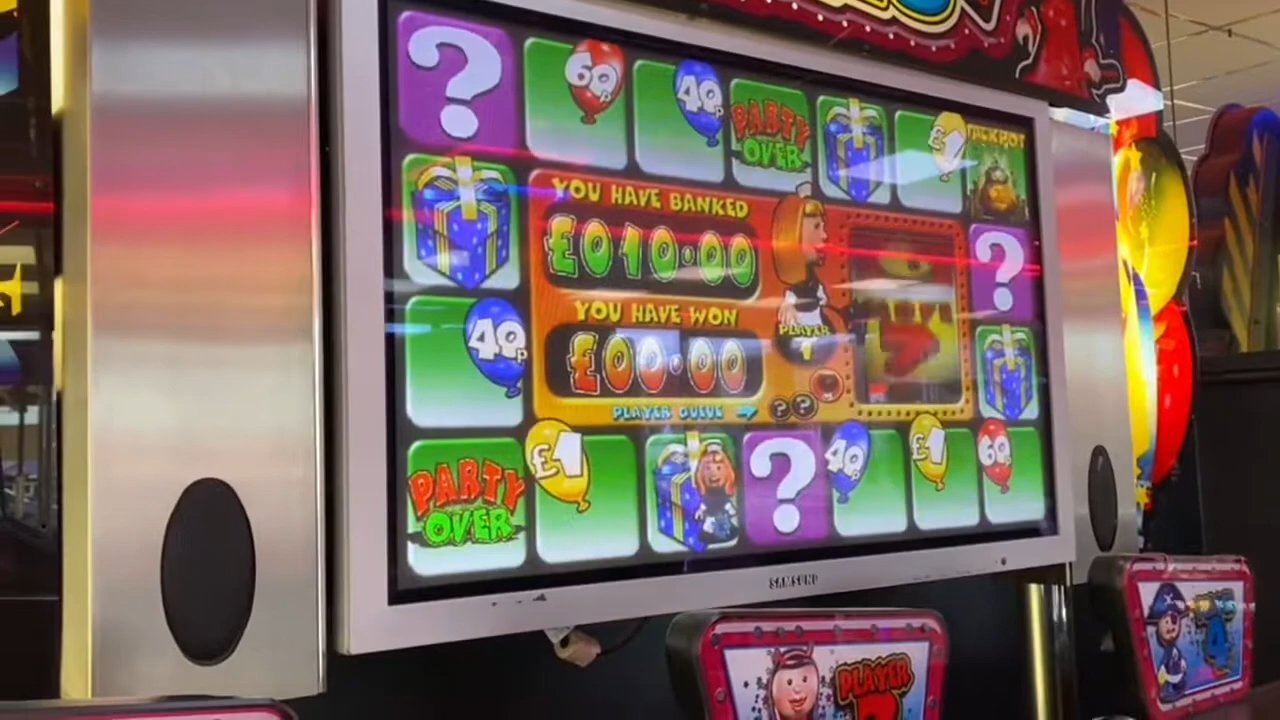 ?
60p
40p
PARTY
OVER
£1
JACKPOT
YOU HAVE BANKED
£010.00
?
YOU HAVE WON
£00.00
PLAYER
1
40p
PLAYER QUEUE
? ?
PARTY
OVER
£1
?
40p
£1
60p
SAMSUNG
PLAYER
4